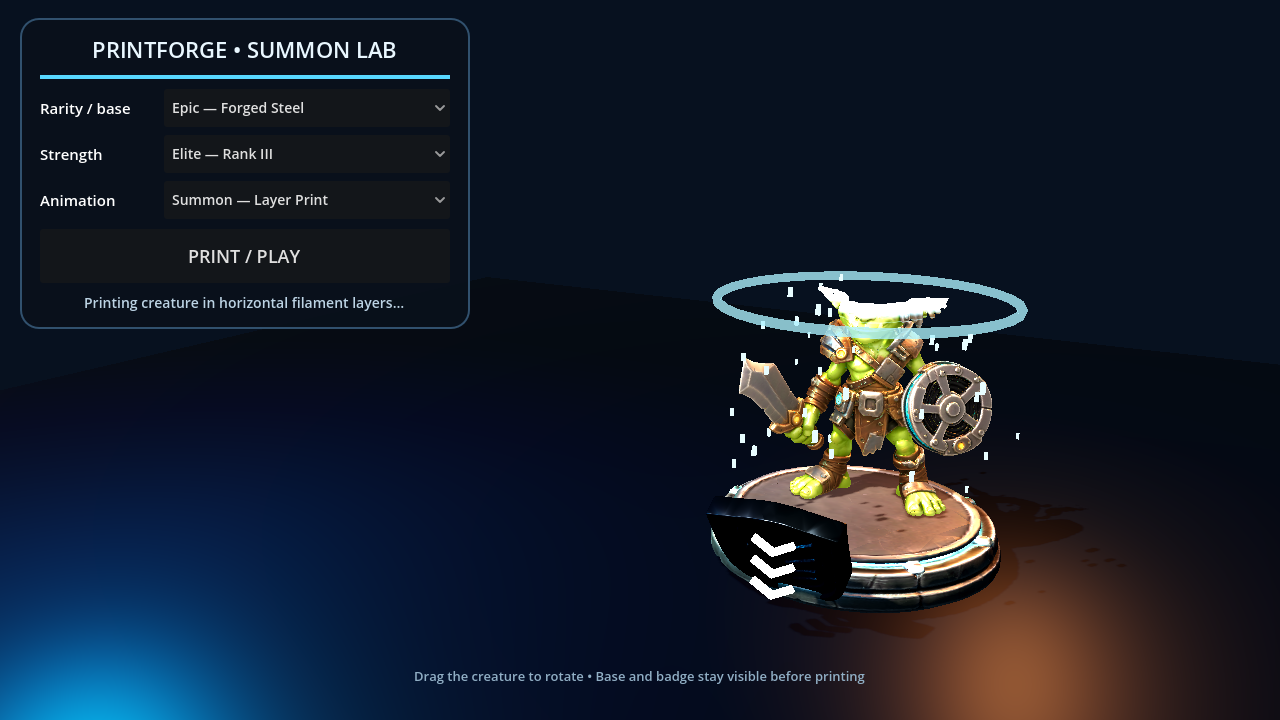 PRINTFORGE • SUMMON LAB
Rarity / base
Epic — Forged Steel
Strength
Elite — Rank III
Animation
Summon — Layer Print
PRINT / PLAY
Printing creature in horizontal filament layers...
Drag the creature to rotate • Base and badge stay visible before printing